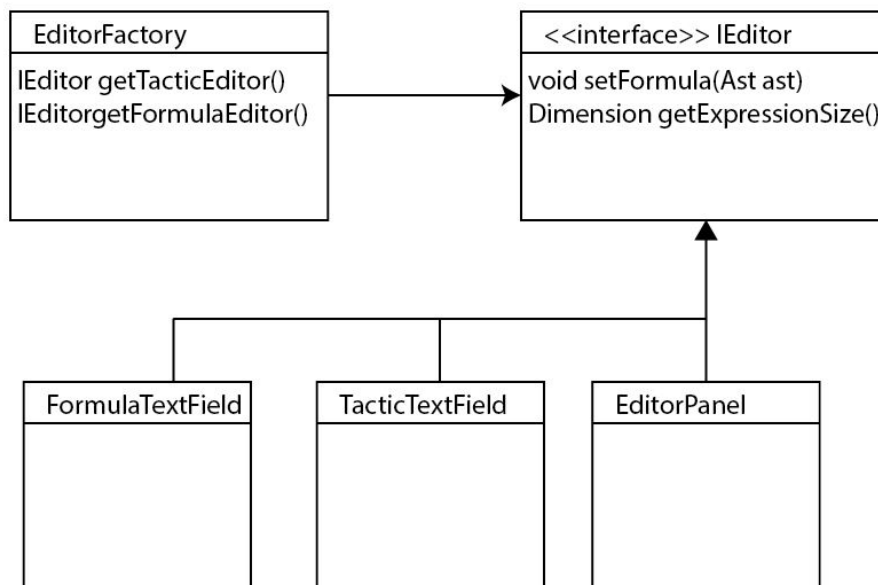 EditorFactory
IEditor getTacticEditor()
IEditorgetFormulaEditor()
<<interface>> IEditor
void setFormula(Ast ast)
Dimension getExpressionSize()
FormulaTextField
TacticTextField
EditorPanel